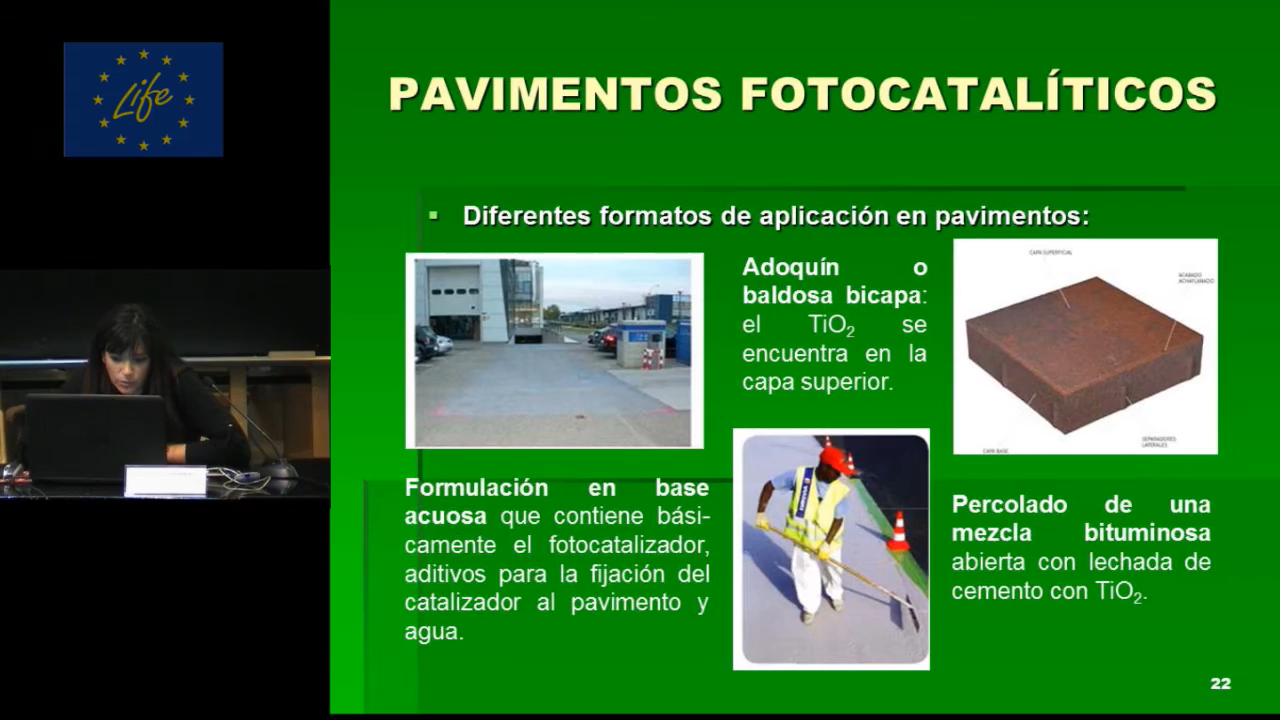 Life
PAVIMENTOS FOTOCATALÍTICOS
Diferentes formatos de aplicación en pavimentos:
Adoquín o
baldosa bicapa:
el TiO₂ se
encuentra en la
capa superior.
CAPA SUPERFICIAL
ACABADO
ACHAFLANADO
SEPARADORES
LATERALES
CAPA BASE
Formulación en base
acuosa que contiene bási-
camente el fotocatalizador,
aditivos para la fijación del
catalizador al pavimento y
agua.
Percolado de una
mezcla bituminosa
abierta con lechada de
cemento con TiO₂.
22